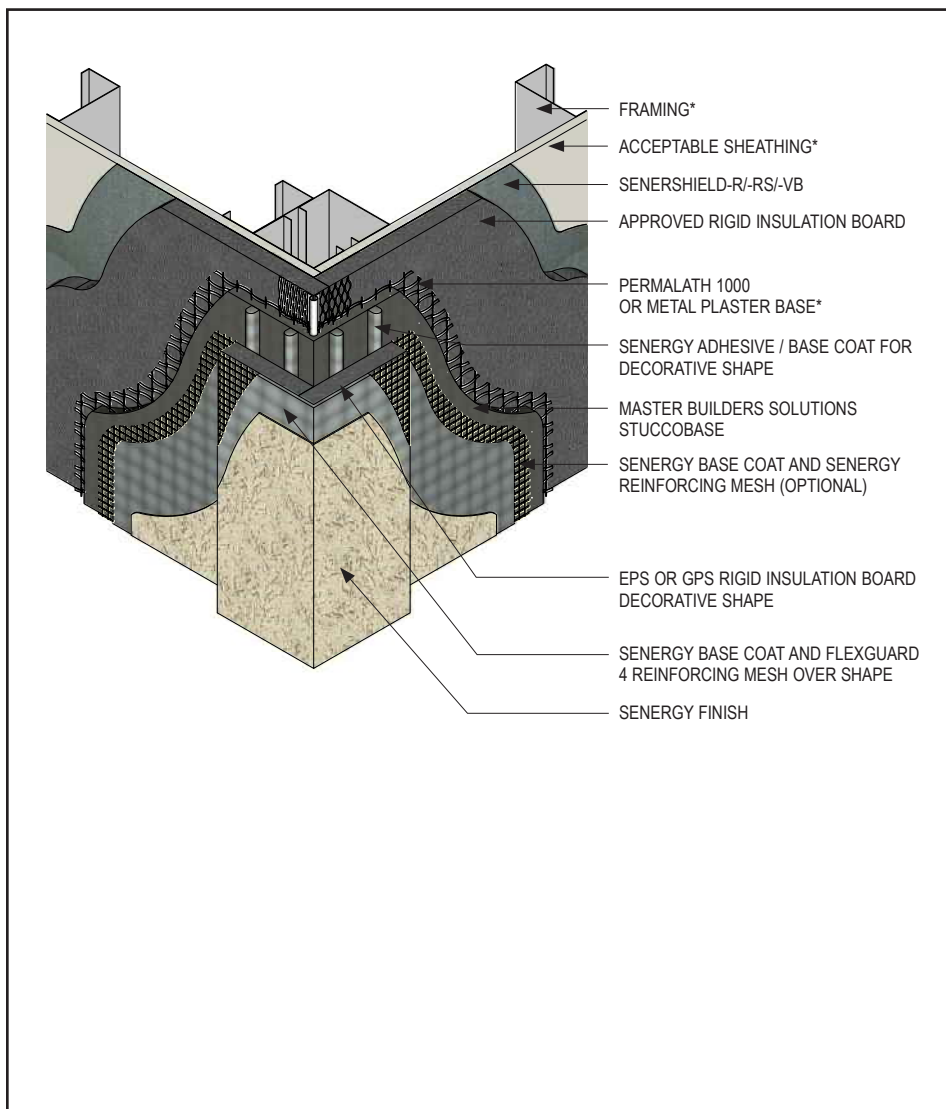 FRAMING*
ACCEPTABLE SHEATHING*
SENERSHIELD-R/-RS/-VB
APPROVED RIGID INSULATION BOARD
PERMALATH 1000
OR METAL PLASTER BASE*
SENERGY ADHESIVE / BASE COAT FOR
DECORATIVE SHAPE
MASTER BUILDERS SOLUTIONS
STUCCOBASE
SENERGY BASE COAT AND SENERGY
REINFORCING MESH (OPTIONAL)
EPS OR GPS RIGID INSULATION BOARD
DECORATIVE SHAPE
SENERGY BASE COAT AND FLEXGUARD
4 REINFORCING MESH OVER SHAPE
SENERGY FINISH